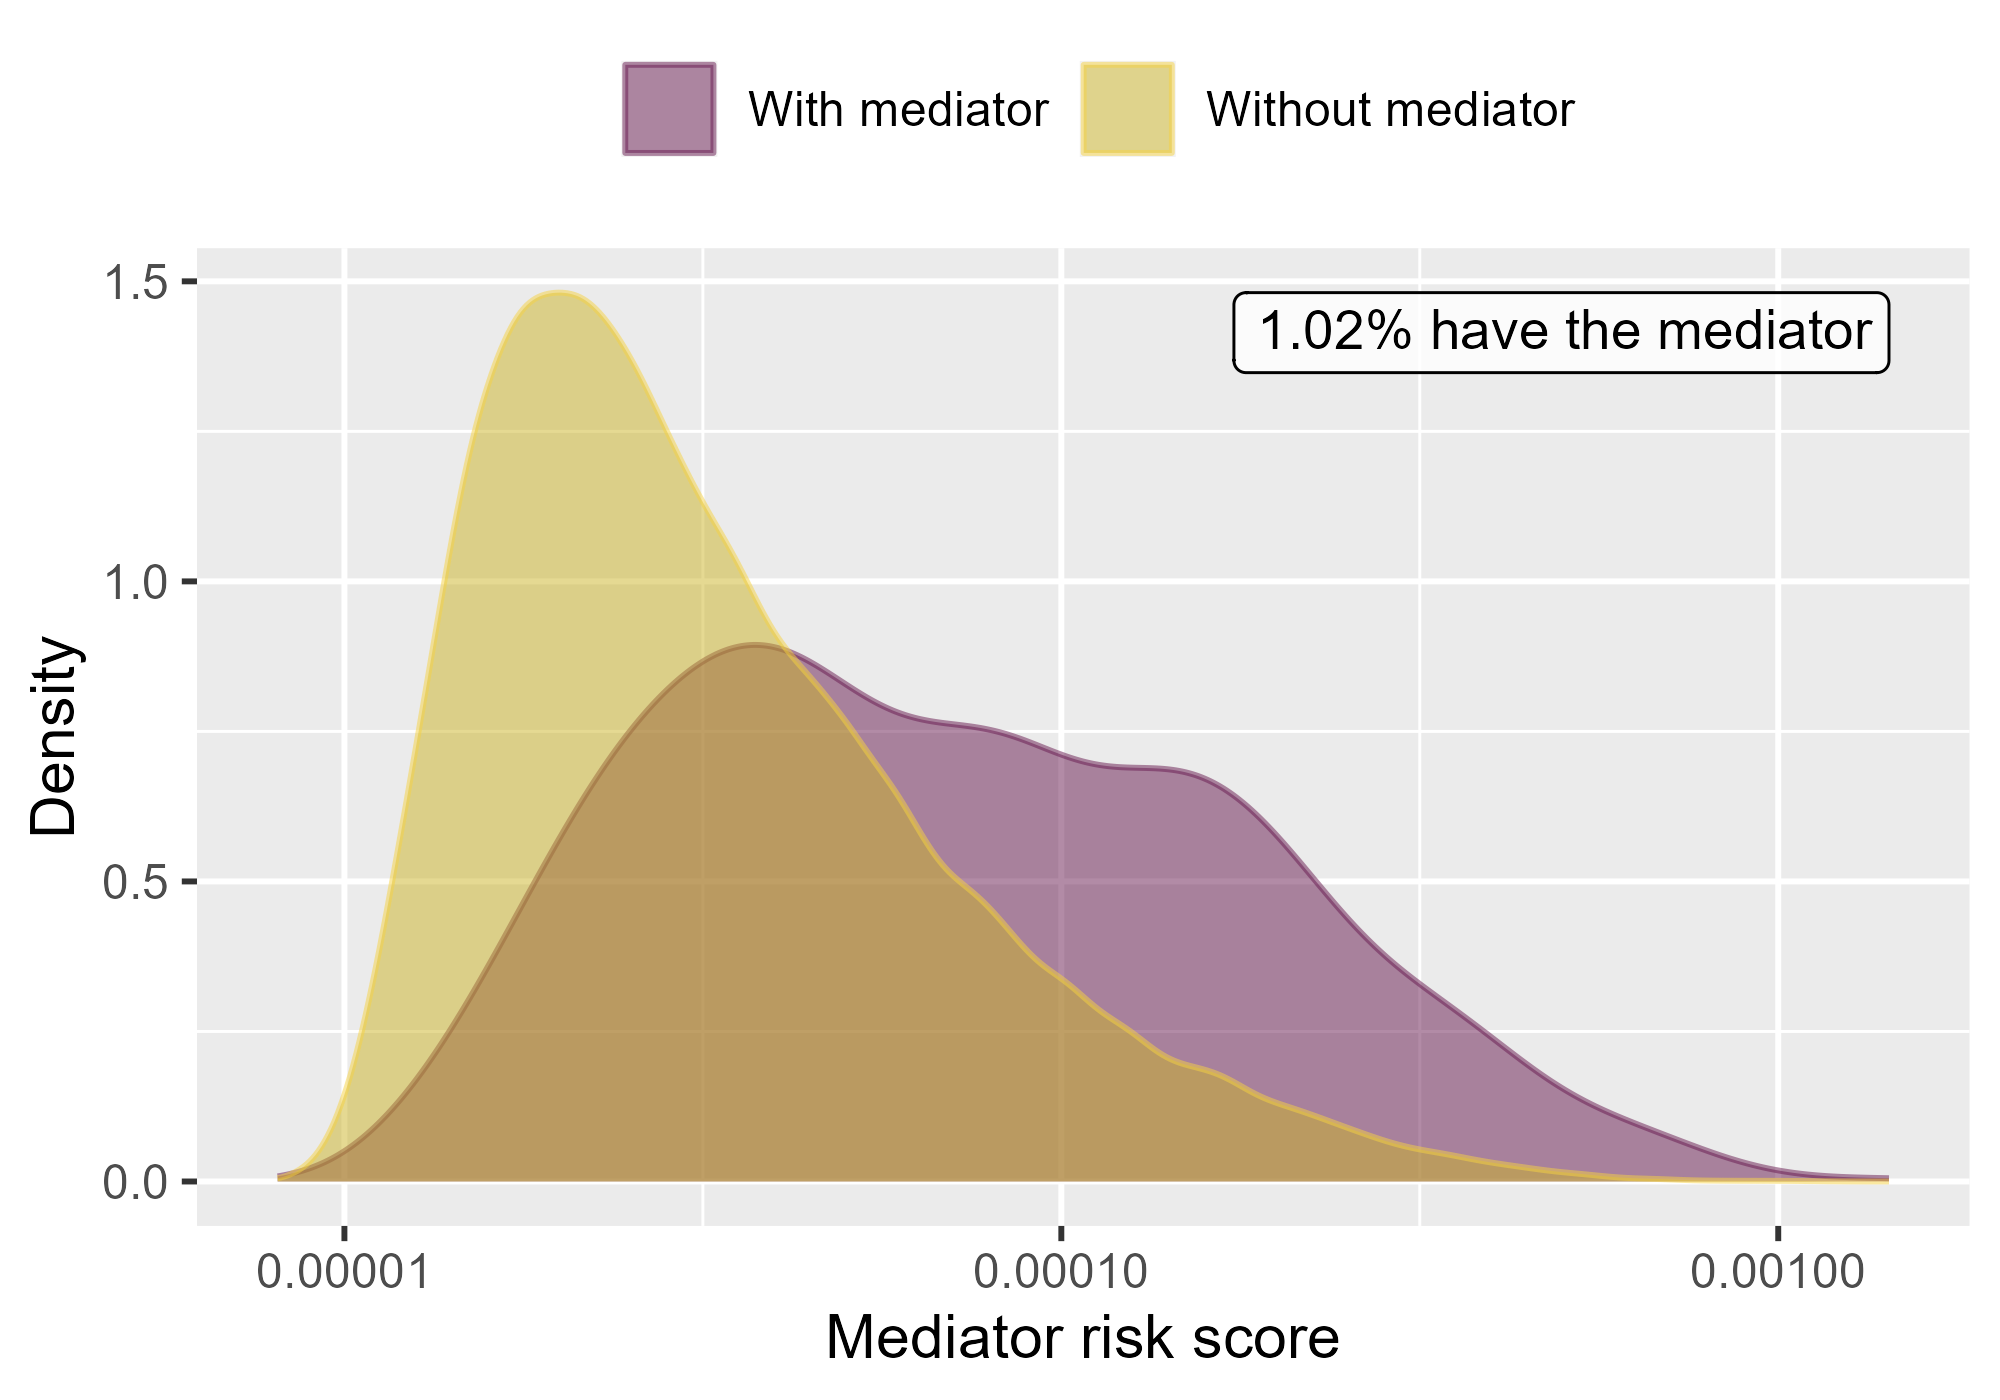 With mediator Without mediator
1.5
1.02% have the mediator
1.0
Density
0.5
0.0
0.00001 0.00010 0.00100
Mediator risk score